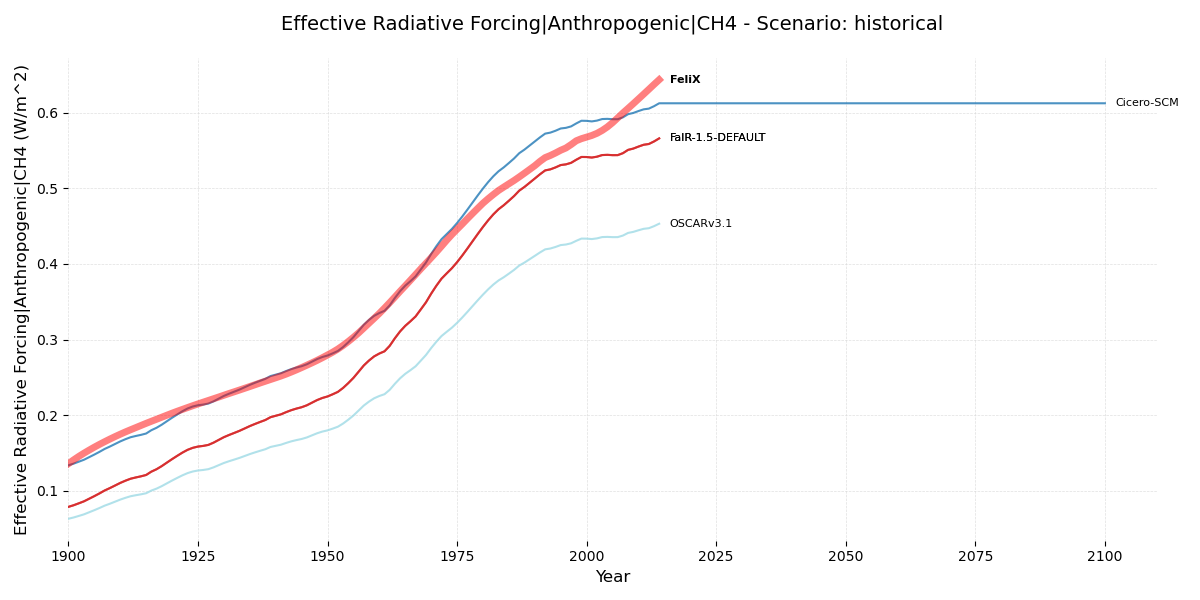 Effective Radiative Forcing|Anthropogenic|CH4 - Scenario: historical
Effective Radiative Forcing|Anthropogenic|CH4 (W/m^2)
0.6
0.5
0.4
0.3
0.2
0.1
FeliX
Cicero-SCM
FaIR-1.5-DEFAULT
OSCARv3.1
1900 1925 1950 1975 2000 2025 2050 2075 2100
Year